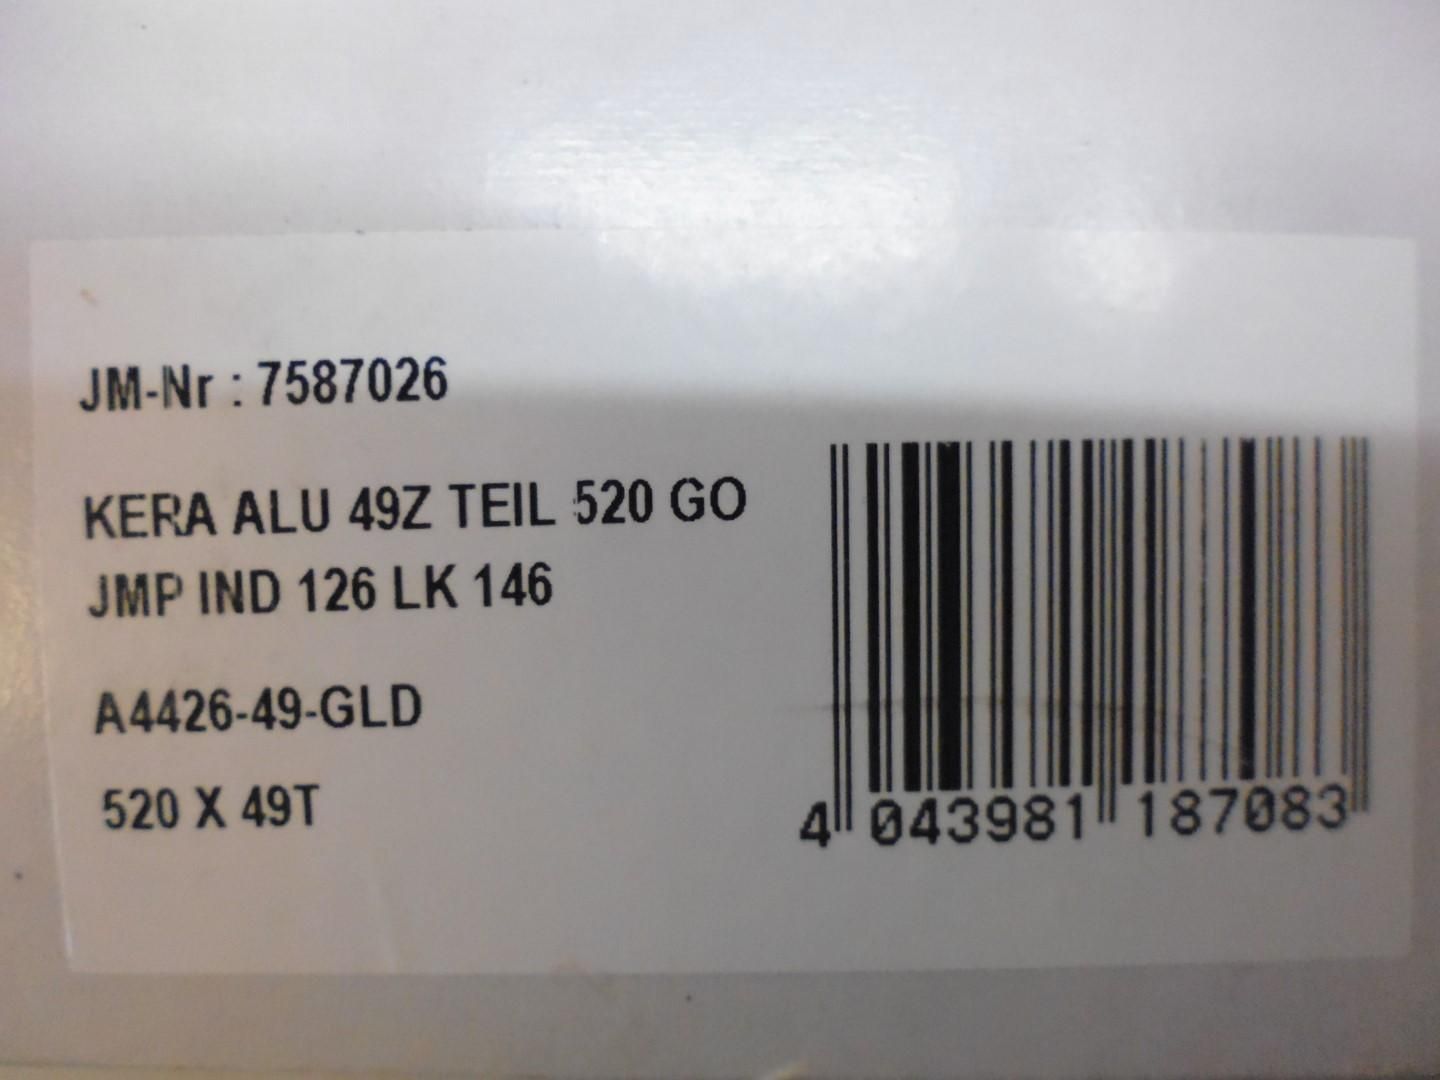 JM-Nr : 7587026
KERA ALU 49Z TEIL 520 GO
JMP IND 126 LK 146
A4426-49-GLD
520 X 49T
4 043981 187083